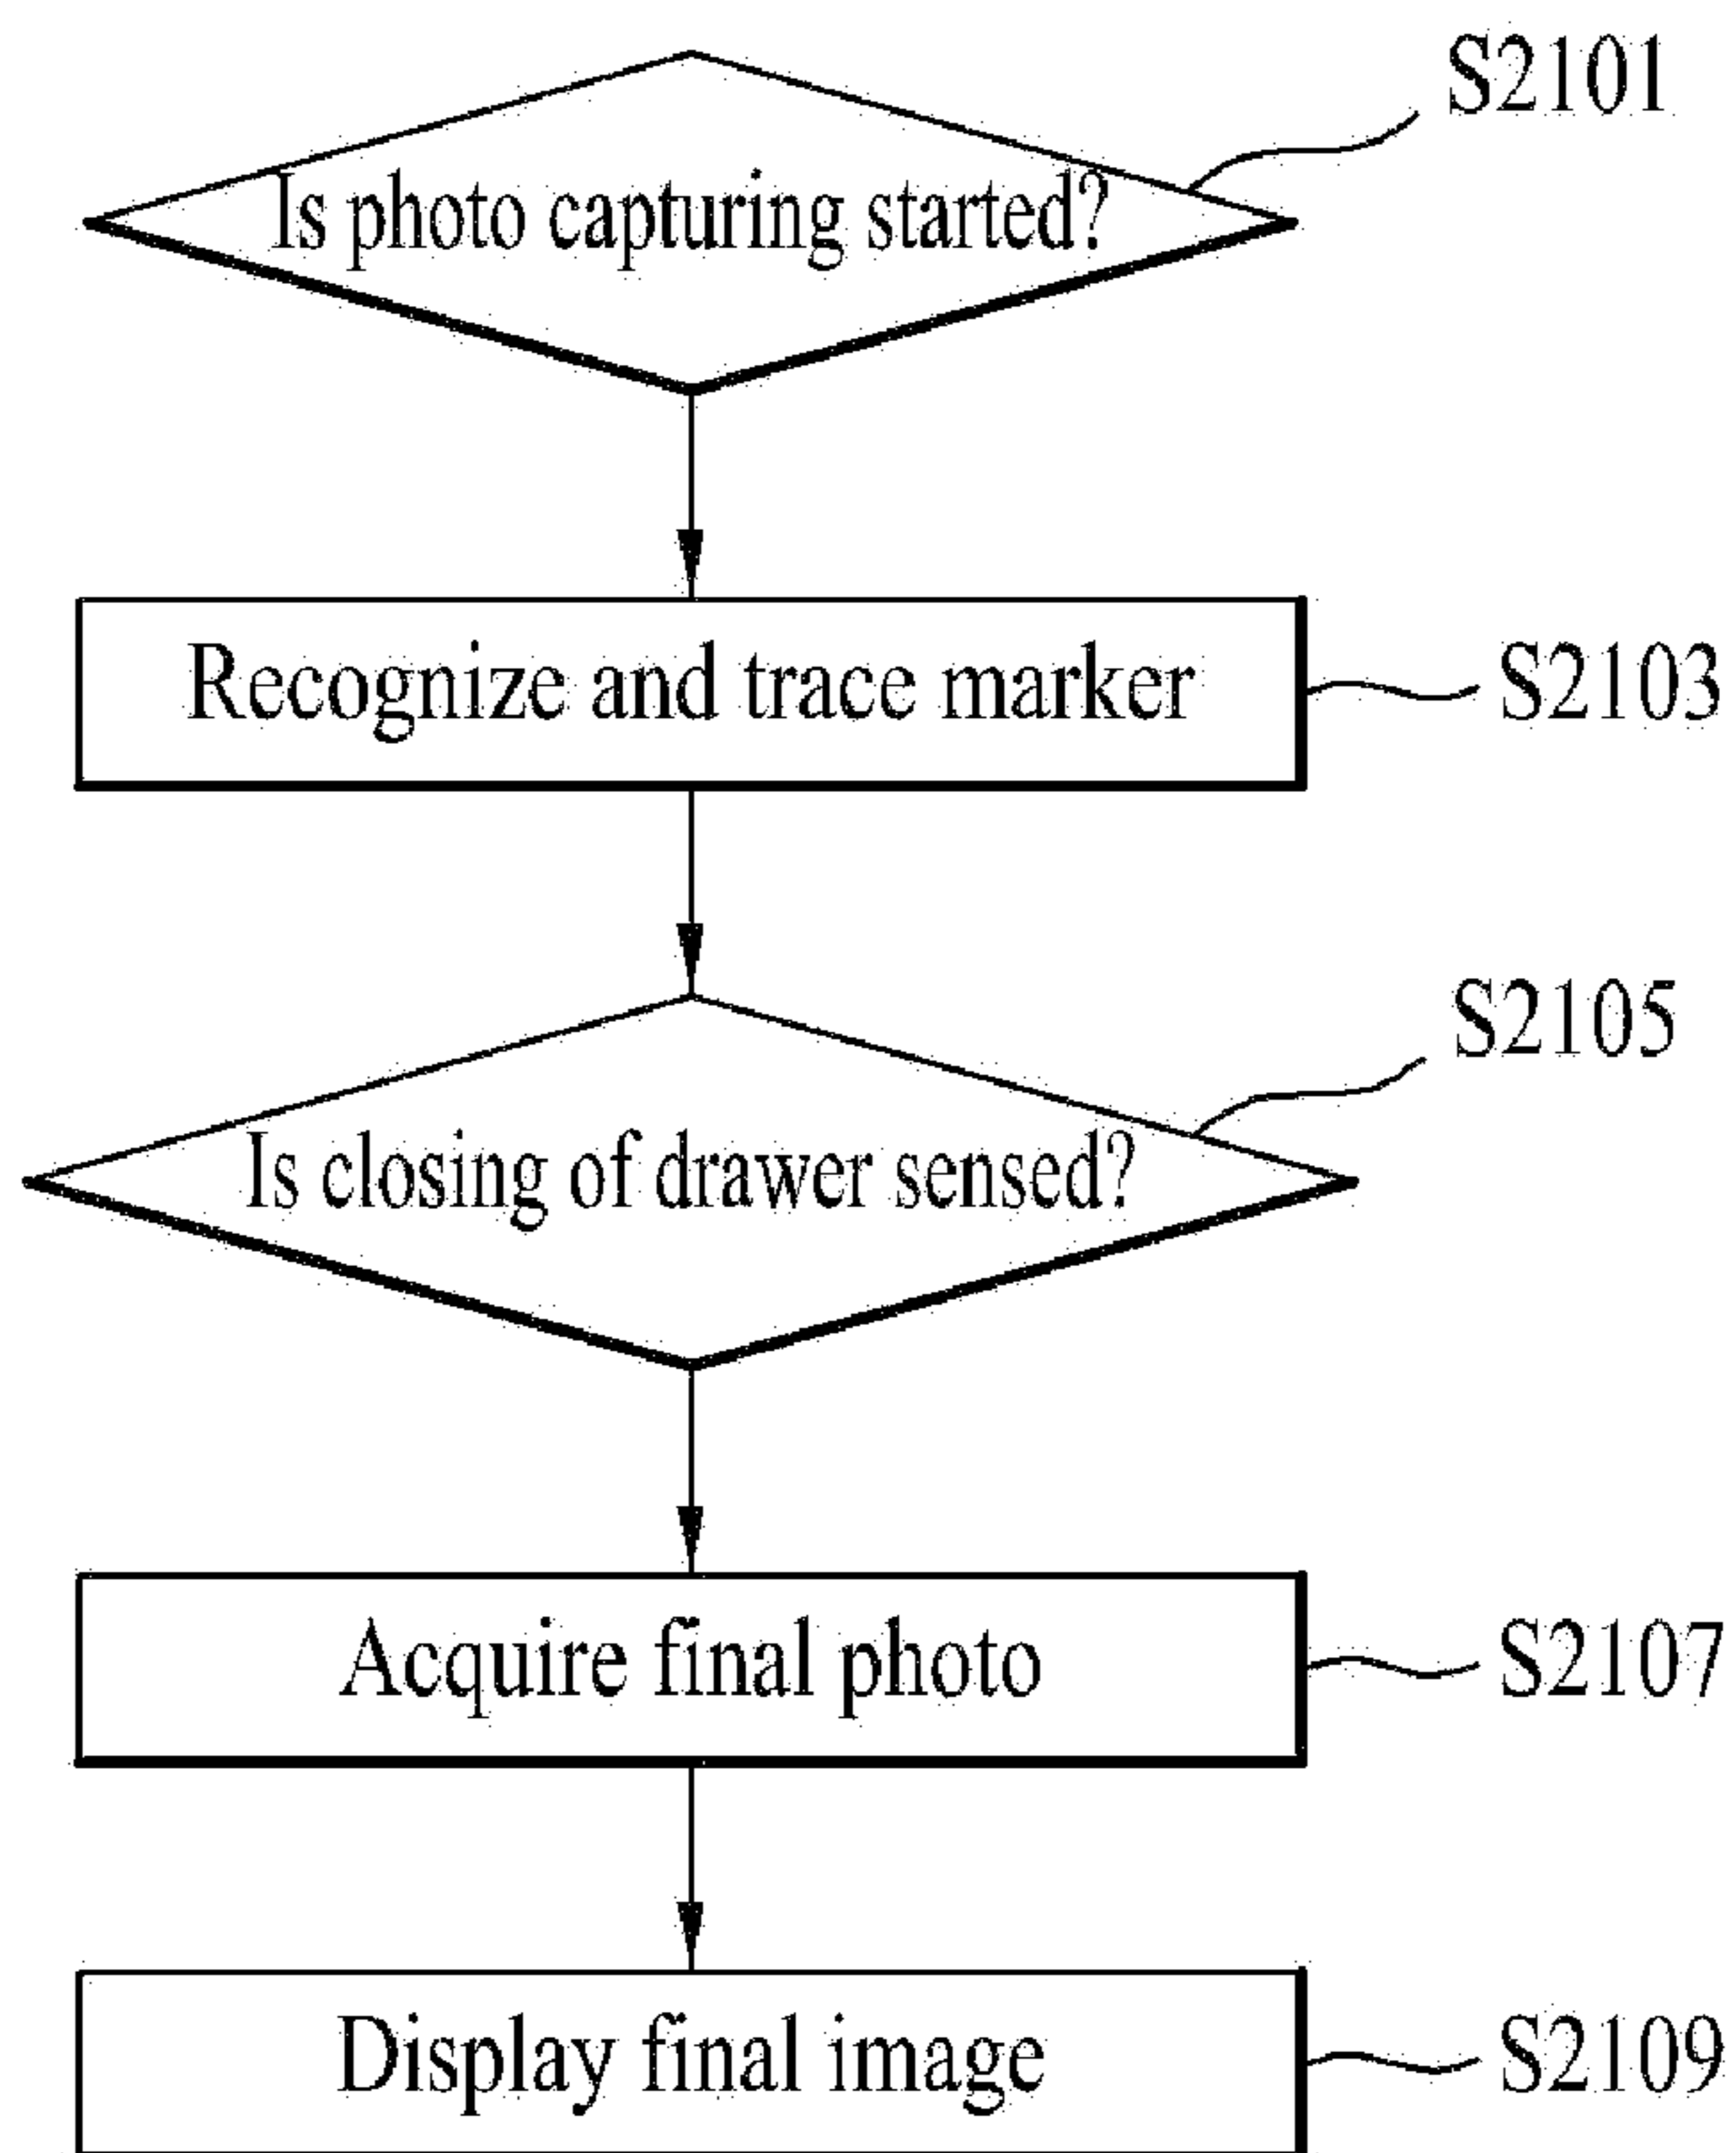 S2101
Is photo capturing started?
Recognize and trace marker
S2103
S2105
Is closing of drawer sensed?
Acquire final photo
S2107
Display final image
S2109